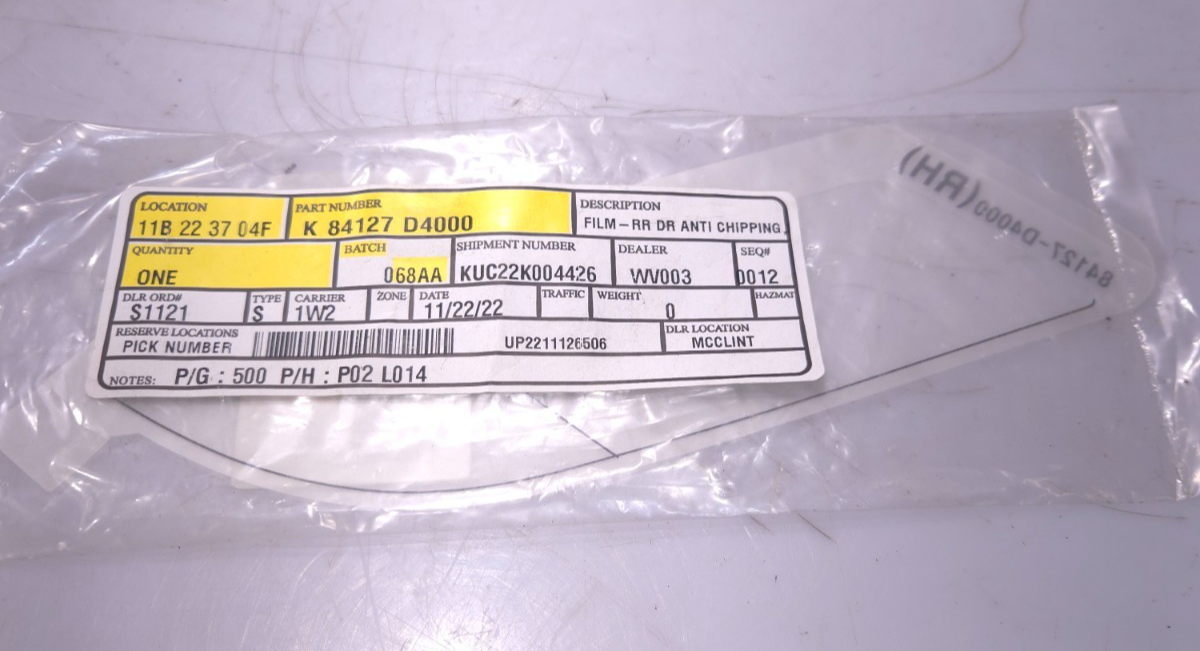 LOCATION
11B 22 37 04F
PART NUMBER
K 84127 D4000
DESCRIPTION
FILM-RR DR ANTI CHIPPING,
QUANTITY
ONE
BATCH
068AA
SHIPMENT NUMBER
KUC22K004426
DEALER
WV003
SEQ#
0012
DLR ORD#
S1121
TYPE
S
CARRIER
1W2
ZONE
DATE
11/22/22
TRAFFIC
WEIGHT
0
HAZMAT
RESERVE LOCATIONS
PICK NUMBER
UP2211126506
DLR LOCATION
MCCLINT
NOTES: P/G : 500 P/H : P02 L014
84127-D4000(RH)